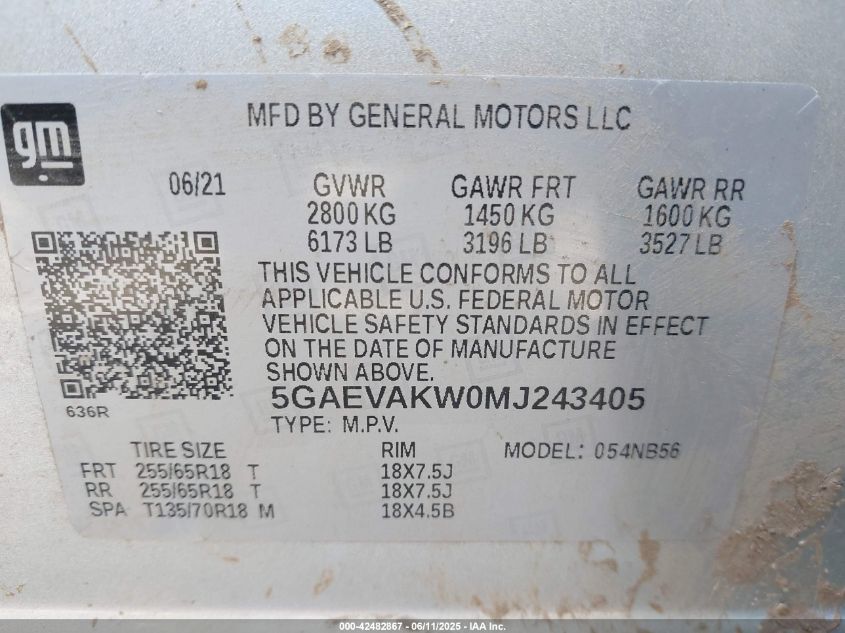 gm
MFD BY GENERAL MOTORS LLC
06/21 GVWR GAWR FRT GAWR RR
2800 KG 1450 KG 1600 KG
6173 LB 3196 LB 3527 LB
THIS VEHICLE CONFORMS TO ALL
APPLICABLE U.S. FEDERAL MOTOR
VEHICLE SAFETY STANDARDS IN EFFECT
ON THE DATE OF MANUFACTURE
SHOWN ABOVE.
636R
5GAEVAKW0MJ243405
TYPE: M.P.V.
TIRE SIZE RIM MODEL: 054NB56
FRT 255/65R18 T 18X7.5J
RR 255/65R18 T 18X7.5J
SPA T135/70R18 M 18X4.5B
000-42482867 - 06/11/2025 - IAA Inc.